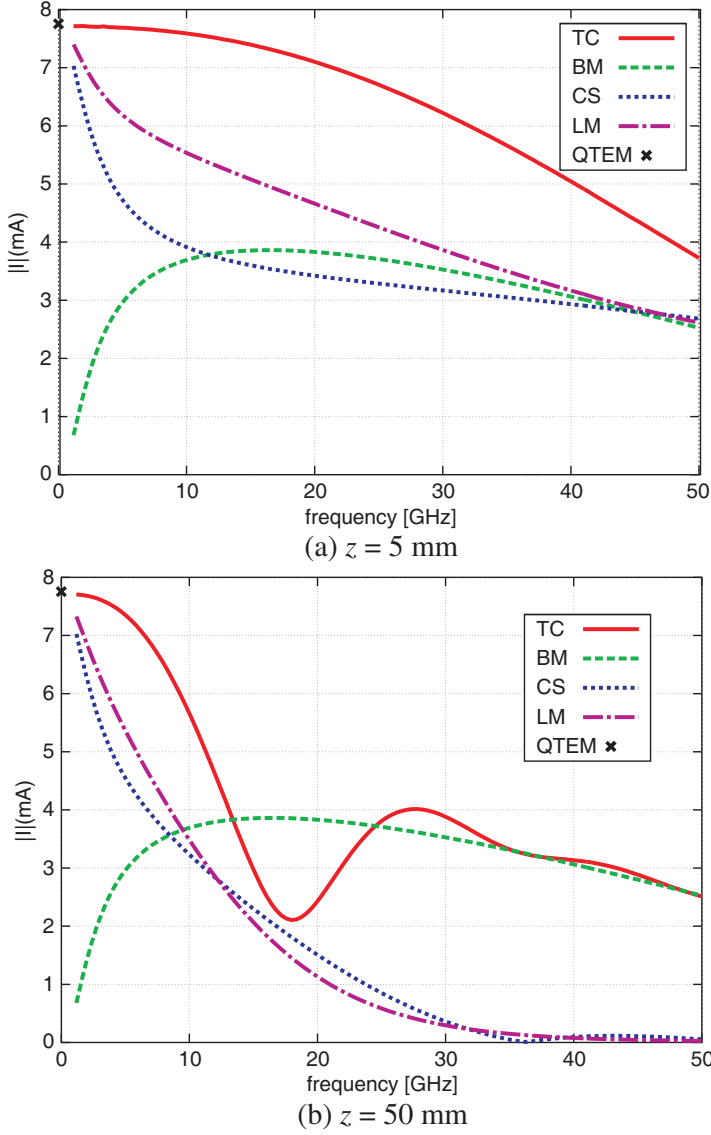 8
7
6
5
4
3
2
1
0
|I|(mA)
TC
BM
CS
LM
QTEM
0 10 20 30 40 50
frequency [GHz]
(a) z = 5 mm
8
7
6
5
4
3
2
1
0
|I|(mA)
TC
BM
CS
LM
QTEM
0 10 20 30 40 50
frequency [GHz]
(b) z = 50 mm